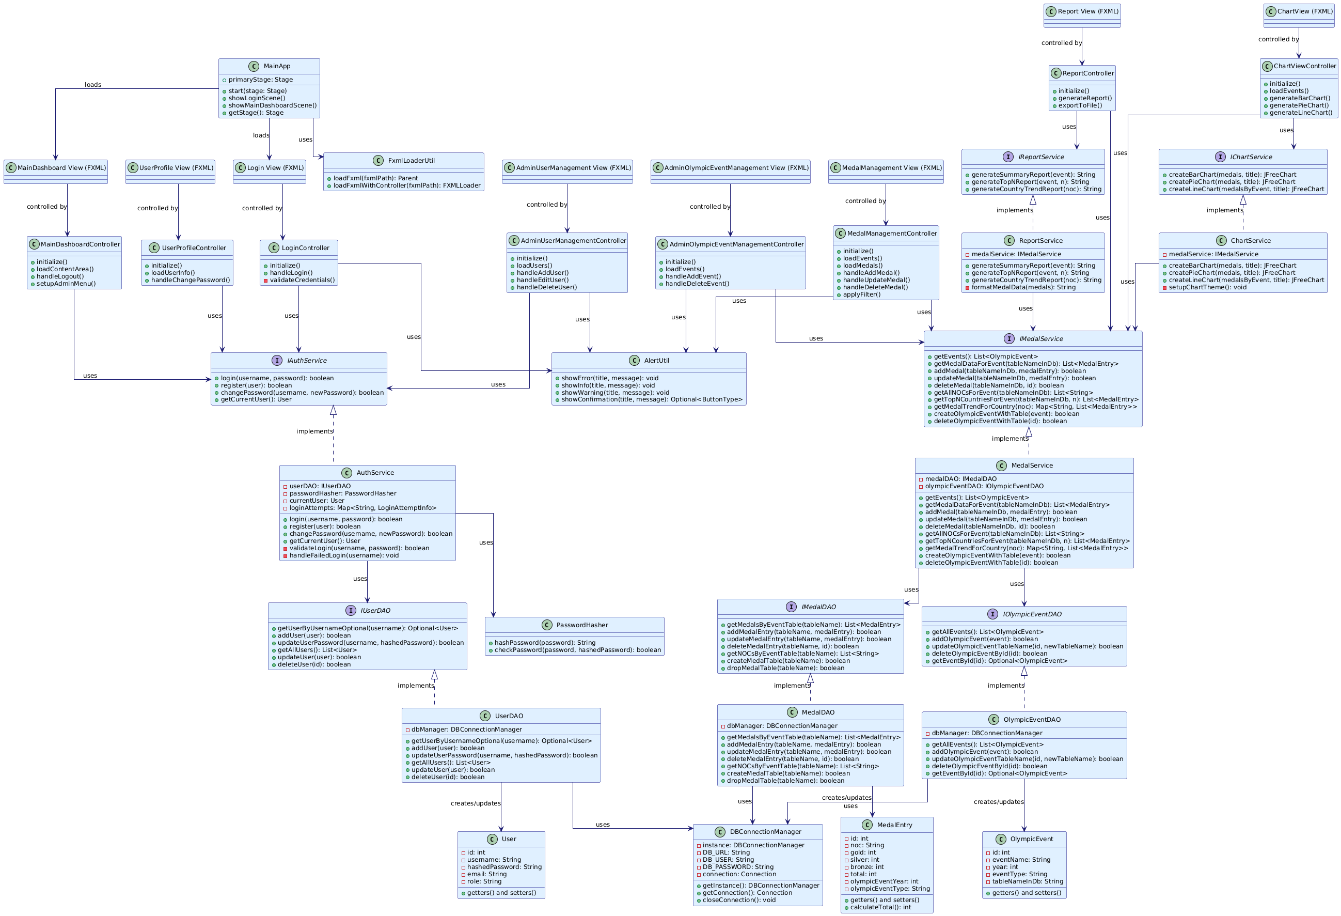 C Report View (FXML)
C ChartView (FXML)
controlled by
controlled by
C MainApp
primaryStage: Stage
start(stage: Stage)
showLoginScene()
showMainDashboardScene()
getStage(): Stage
C ReportController
initialize()
generateReport()
exportToFile()
C ChartViewController
initialize()
loadEvents()
generateBarChart()
generatePieChart()
generateLineChart()
loads
loads
uses
uses
uses
uses
uses
C MainDashboard View (FXML)
C UserProfile View (FXML)
C Login View (FXML)
C FxmlLoaderUtil
loadFxml(fxmlPath): Parent
loadFxmlWithController(fxmlPath): FXMLLoader
C AdminUserManagement View (FXML)
C AdminOlympicEventManagement View (FXML)
C MedalManagement View (FXML)
I IReportService
generateSummaryReport(event): String
generateTopNReport(event, n): String
generateCountryTrendReport(noc): String
I IChartService
createBarChart(medals, title): JFreeChart
createPieChart(medals, title): JFreeChart
createLineChart(medalsByEvent, title): JFreeChart
controlled by
controlled by
controlled by
controlled by
controlled by
controlled by
implements
implements
C MainDashboardController
initialize()
loadContentArea()
handleLogout()
setupAdminMenu()
C UserProfileController
initialize()
loadUserInfo()
handleChangePassword()
C LoginController
initialize()
handleLogin()
validateCredentials()
C AdminUserManagementController
initialize()
loadUsers()
handleAddUser()
handleEditUser()
handleDeleteUser()
C AdminOlympicEventManagementController
initialize()
loadEvents()
handleAddEvent()
handleDeleteEvent()
C MedalManagementController
initialize()
loadEvents()
loadMedals()
handleAddMedal()
handleUpdateMedal()
handleDeleteMedal()
applyFilter()
C ReportService
medalService: IMedalService
generateSummaryReport(event): String
generateTopNReport(event, n): String
generateCountryTrendReport(noc): String
formatMedalData(medals): String
C ChartService
medalService: IMedalService
createBarChart(medals, title): JFreeChart
createPieChart(medals, title): JFreeChart
createLineChart(medalsByEvent, title): JFreeChart
setupChartTheme(): void
uses
uses
uses
uses
uses
uses
uses
uses
uses
uses
uses
uses
I IAuthService
login(username, password): boolean
register(user): boolean
changePassword(username, newPassword): boolean
getCurrentUser(): User
C AlertUtil
showError(title, message): void
showInfo(title, message): void
showWarning(title, message): void
showConfirmation(title, message): Optional<ButtonType>
I IMedalService
getEvents(): List<OlympicEvent>
getMedalDataForEvent(tableNameInDb): List<MedalEntry>
addMedal(tableNameInDb, medalEntry): boolean
updateMedal(tableNameInDb, medalEntry): boolean
deleteMedal(tableNameInDb, id): boolean
getAllNOCsForEvent(tableNameInDb): List<String>
getTopNCountriesForEvent(tableNameInDb, n): List<MedalEntry>
getMedalTrendForCountry(noc): Map<String, List<MedalEntry>>
createOlympicEventWithTable(event): boolean
deleteOlympicEventWithTable(id): boolean
implements
implements
C AuthService
userDAO: IUserDAO
passwordHasher: PasswordHasher
currentUser: User
loginAttempts: Map<String, LoginAttemptInfo>
login(username, password): boolean
register(user): boolean
changePassword(username, newPassword): boolean
getCurrentUser(): User
validateLogin(username, password): boolean
handleFailedLogin(username): void
C MedalService
medalDAO: IMedalDAO
olympicEventDAO: IOlympicEventDAO
getEvents(): List<OlympicEvent>
getMedalDataForEvent(tableNameInDb): List<MedalEntry>
addMedal(tableNameInDb, medalEntry): boolean
updateMedal(tableNameInDb, medalEntry): boolean
deleteMedal(tableNameInDb, id): boolean
getAllNOCsForEvent(tableNameInDb): List<String>
getTopNCountriesForEvent(tableNameInDb, n): List<MedalEntry>
getMedalTrendForCountry(noc): Map<String, List<MedalEntry>>
createOlympicEventWithTable(event): boolean
deleteOlympicEventWithTable(id): boolean
uses
uses
uses
uses
I IUserDAO
getUserByUsernameOptional(username): Optional<User>
addUser(user): boolean
updateUserPassword(username, hashedPassword): boolean
getAllUsers(): List<User>
updateUser(user): boolean
deleteUser(id): boolean
C PasswordHasher
hashPassword(password): String
checkPassword(password, hashedPassword): boolean
I IMedalDAO
getMedalsByEventTable(tableName): List<MedalEntry>
addMedalEntry(tableName, medalEntry): boolean
updateMedalEntry(tableName, medalEntry): boolean
deleteMedalEntry(tableName, id): boolean
getNOCsByEventTable(tableName): List<String>
createMedalTable(tableName): boolean
dropMedalTable(tableName): boolean
I IOlympicEventDAO
getAllEvents(): List<OlympicEvent>
addOlympicEvent(event): boolean
updateOlympicEventTableName(id, newTableName): boolean
deleteOlympicEventById(id): boolean
getEventById(id): Optional<OlympicEvent>
implements
implements
implements
C UserDAO
dbManager: DBConnectionManager
getUserByUsernameOptional(username): Optional<User>
addUser(user): boolean
updateUserPassword(username, hashedPassword): boolean
getAllUsers(): List<User>
updateUser(user): boolean
deleteUser(id): boolean
C MedalDAO
dbManager: DBConnectionManager
getMedalsByEventTable(tableName): List<MedalEntry>
addMedalEntry(tableName, medalEntry): boolean
updateMedalEntry(tableName, medalEntry): boolean
deleteMedalEntry(tableName, id): boolean
getNOCsByEventTable(tableName): List<String>
createMedalTable(tableName): boolean
dropMedalTable(tableName): boolean
C OlympicEventDAO
dbManager: DBConnectionManager
getAllEvents(): List<OlympicEvent>
addOlympicEvent(event): boolean
updateOlympicEventTableName(id, newTableName): boolean
deleteOlympicEventById(id): boolean
getEventById(id): Optional<OlympicEvent>
creates/updates
uses
uses
creates/updates
uses
creates/updates
C User
id: int
username: String
hashedPassword: String
email: String
role: String
getters() and setters()
C DBConnectionManager
instance: DBConnectionManager
DB_URL: String
DB_USER: String
DB_PASSWORD: String
connection: Connection
getInstance(): DBConnectionManager
getConnection(): Connection
closeConnection(): void
C MedalEntry
id: int
noc: String
gold: int
silver: int
bronze: int
total: int
olympicEventYear: int
olympicEventType: String
getters() and setters()
calculateTotal(): int
C OlympicEvent
id: int
eventName: String
year: int
eventType: String
tableNameInDb: String
getters() and setters()